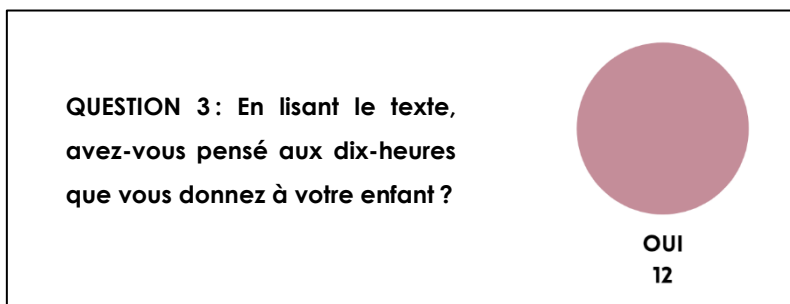 QUESTION 3 : En lisant le texte,
avez-vous pensé aux dix-heures
que vous donnez à votre enfant ?
OUI
12